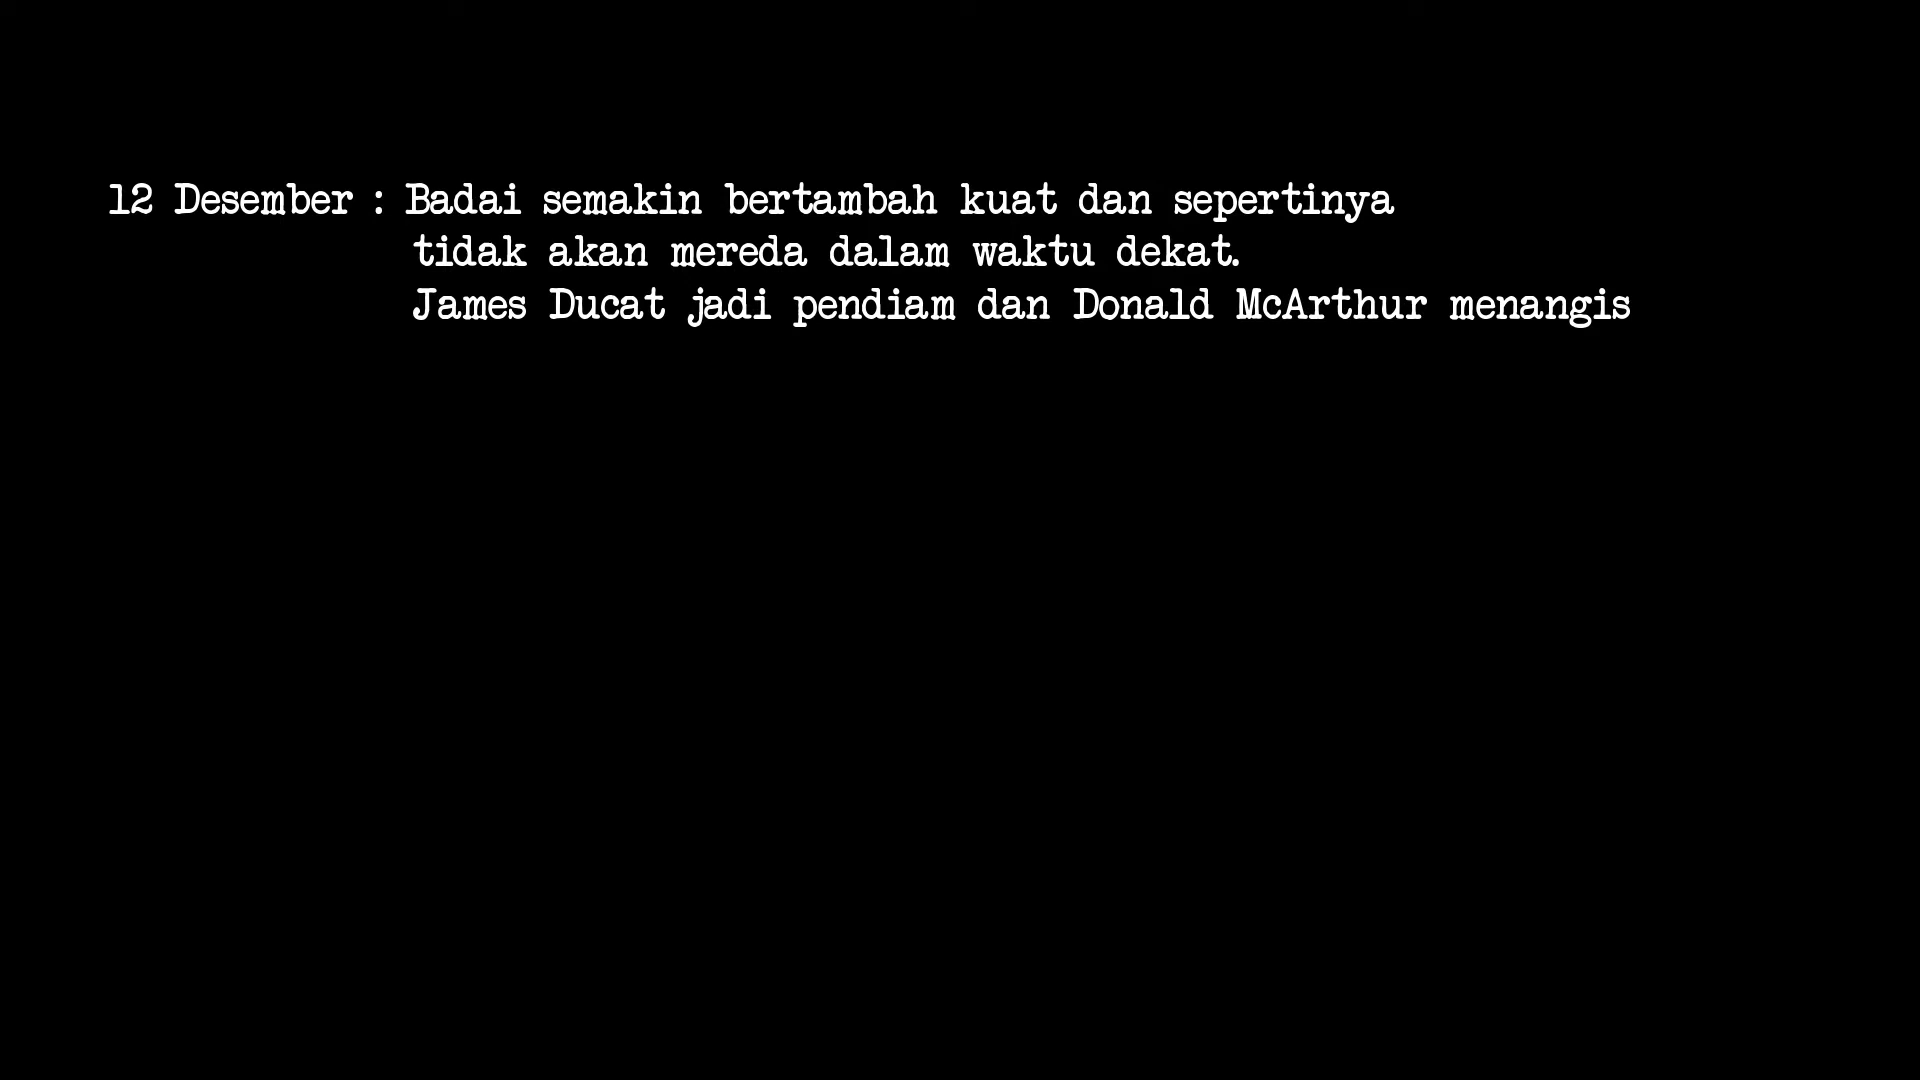 12 Desember : Badai semakin bertambah kuat dan sepertinya
tidak akan mereda dalam waktu dekat.
James Ducat jadi pendiam dan Donald McArthur menangis